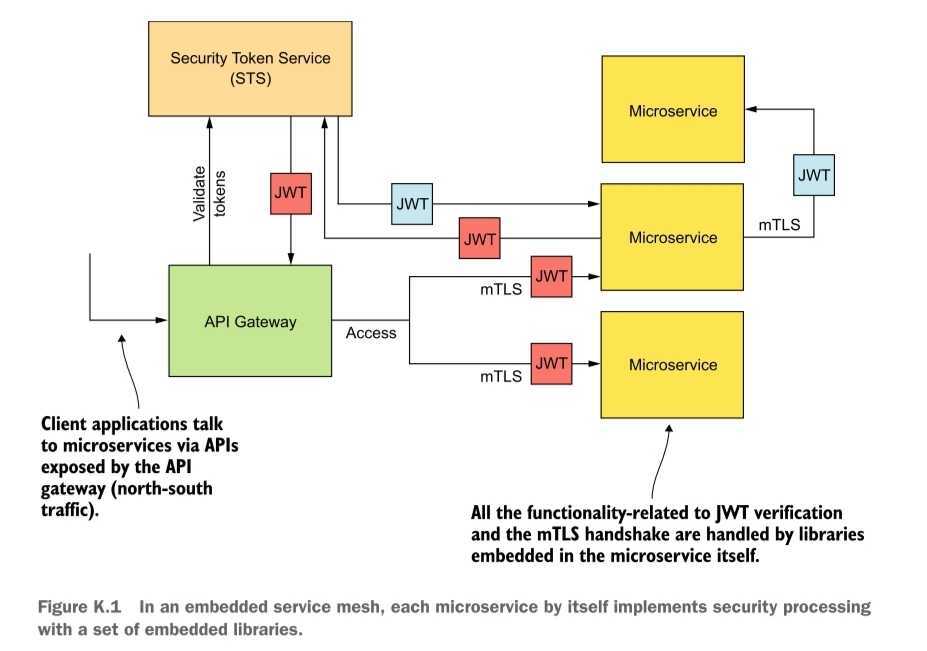 Security Token Service
(STS)
Microservice
Validate
tokens
JWT
JWT
JWT
JWT
mTLS
Microservice
JWT
mTLS
API Gateway
Access
JWT
mTLS
Microservice
Client applications talk
to microservices via APIs
exposed by the API
gateway (north-south
traffic).
All the functionality-related to JWT verification
and the mTLS handshake are handled by libraries
embedded in the microservice itself.
Figure K.1 In an embedded service mesh, each microservice by itself implements security processing
with a set of embedded libraries.